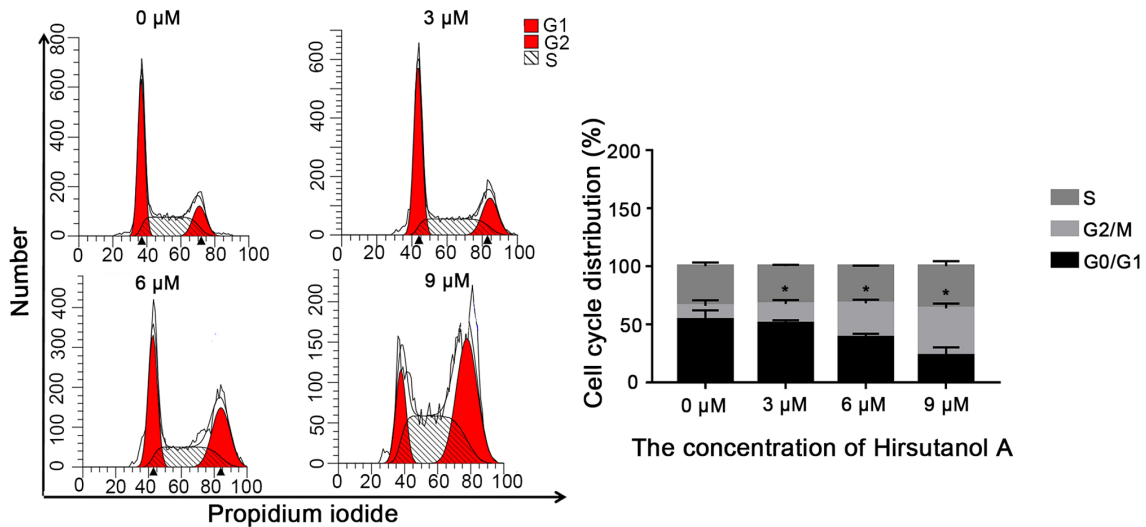 0 µM
3 µM
G1
G2
S
Number
800
600
400
200
0
0 20 40 60 80 100
600
400
200
0
0 20 40 60 80 100
6 µM
9 µM
400
300
200
100
0
0 20 40 60 80 100
200
150
100
50
0
0 20 40 60 80 100
Propidium iodide
Cell cycle distribution (%)
200
150
100
50
0
* * *
0 µM 3 µM 6 µM 9 µM
The concentration of Hirsutanol A
S
G2/M
G0/G1